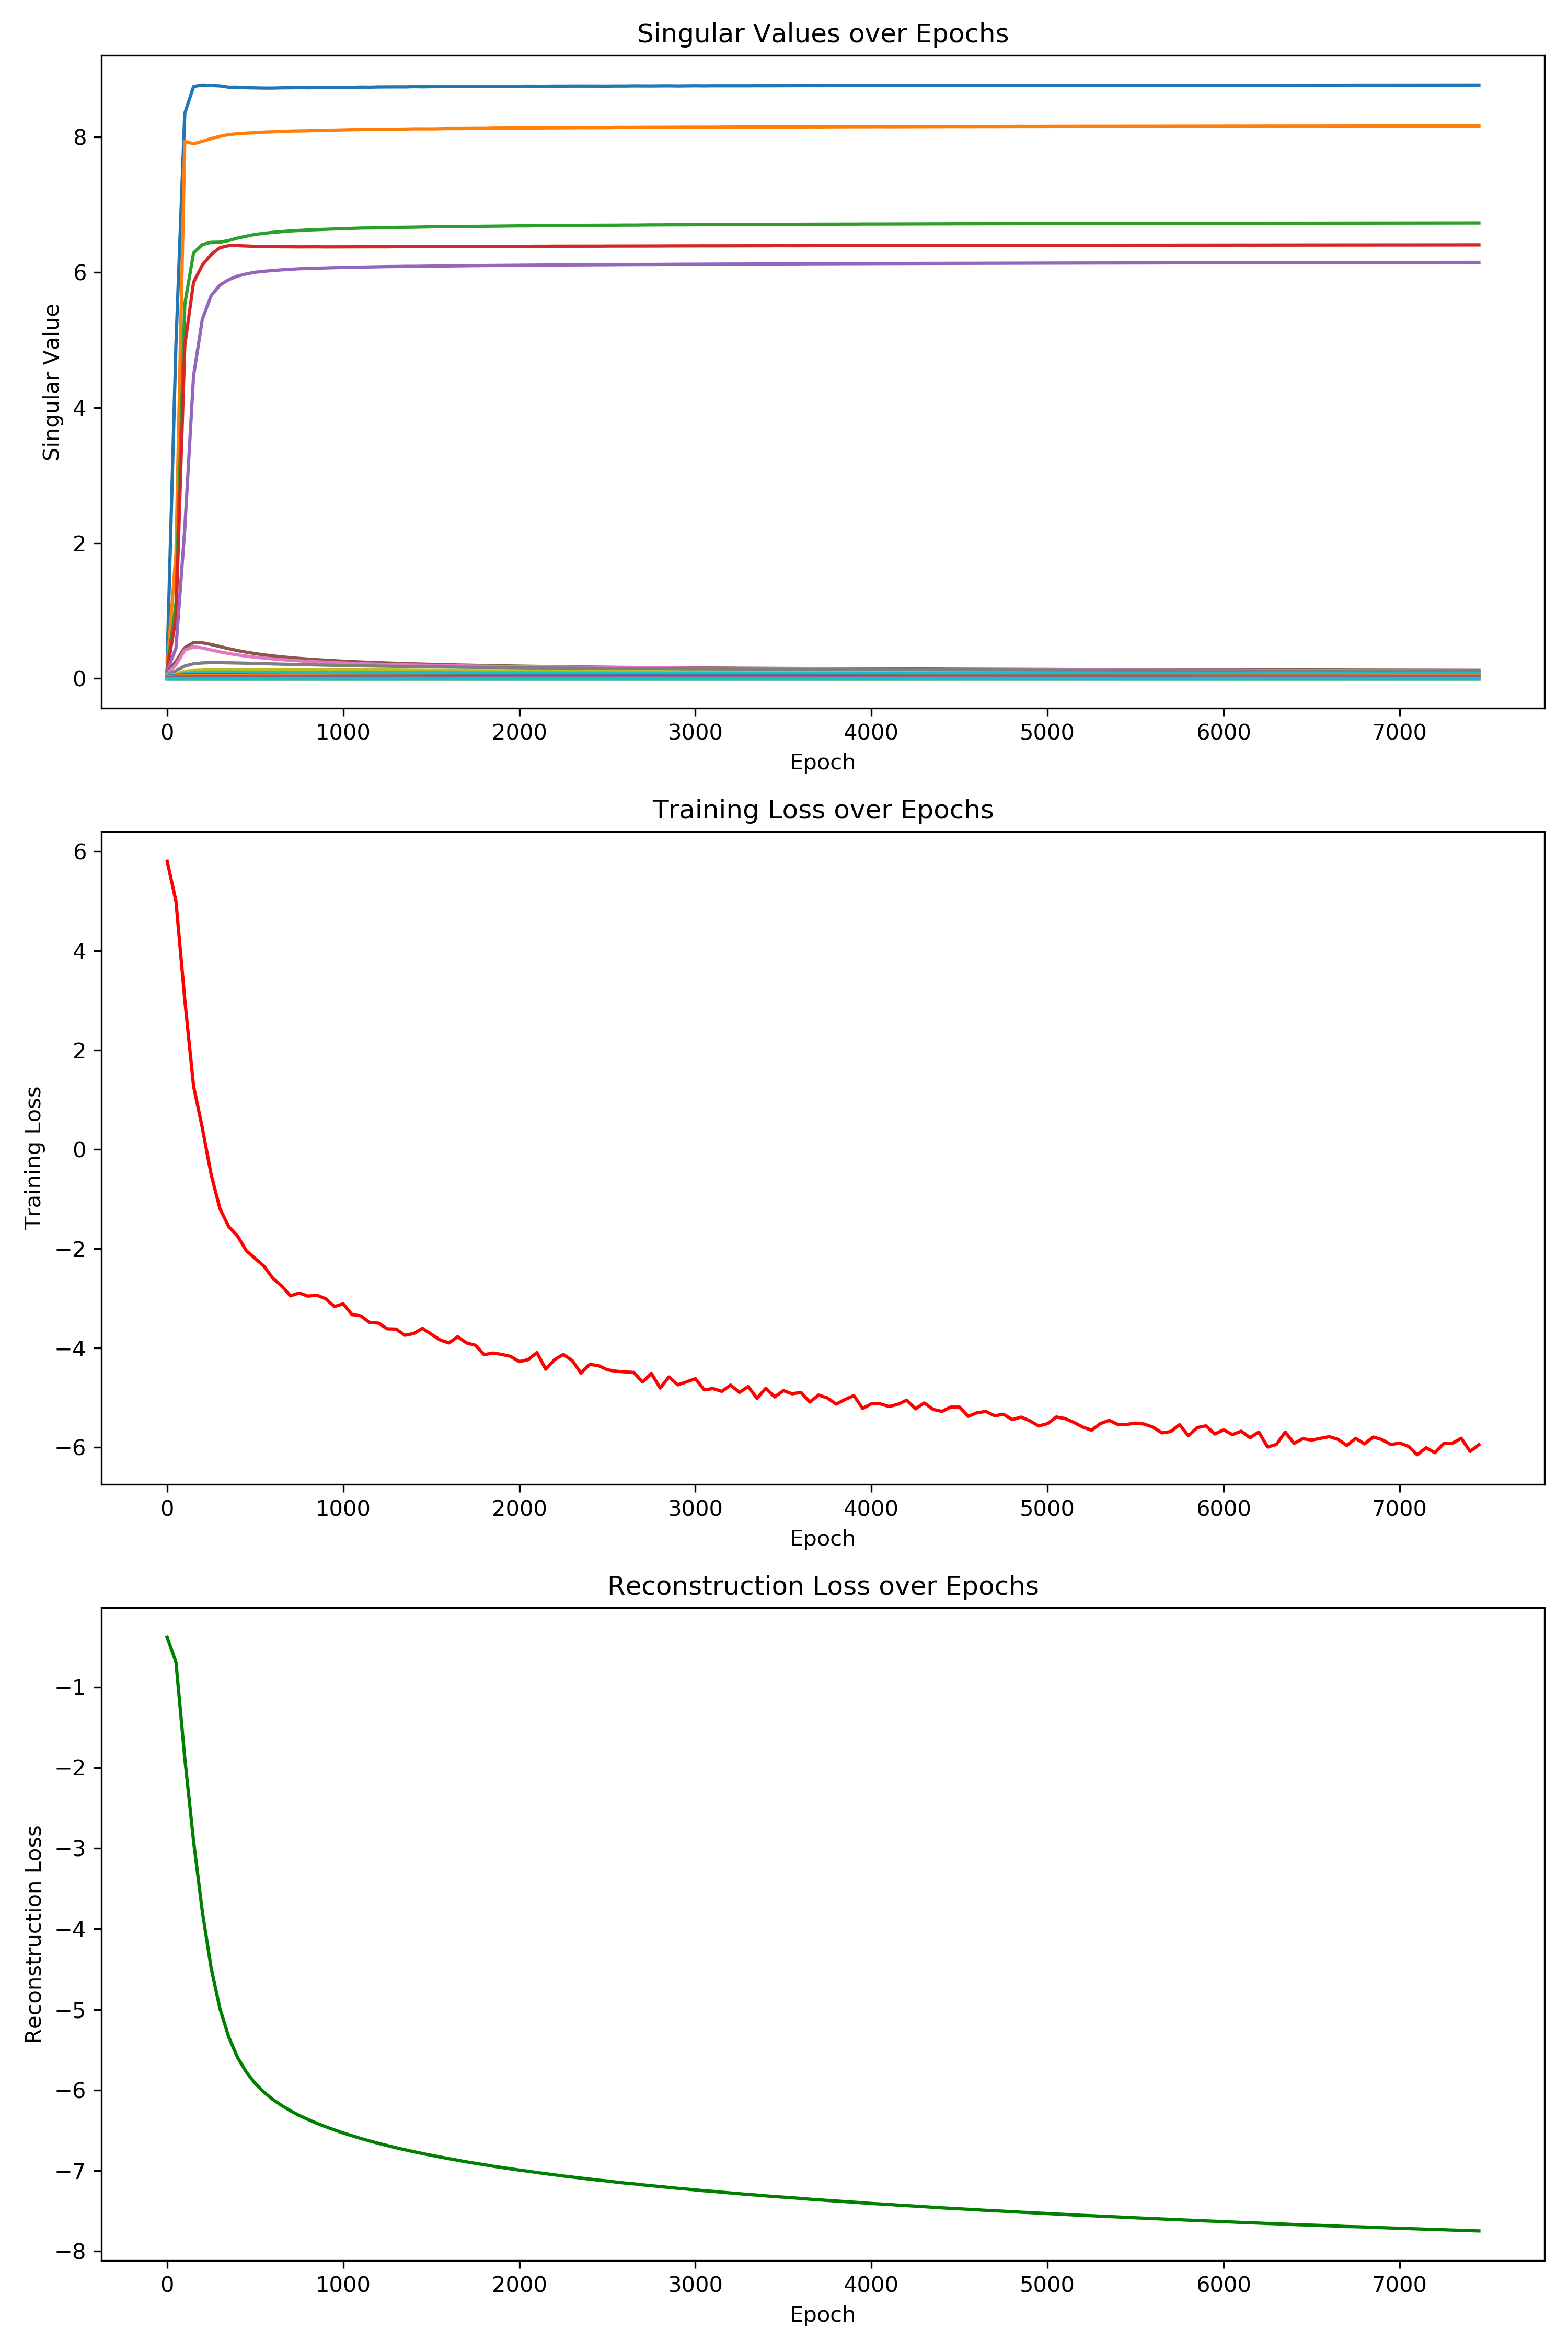 Singular Values over Epochs
Singular Value
8
6
4
2
0
0 1000 2000 3000 4000 5000 6000 7000
Epoch
Training Loss over Epochs
Training Loss
6
4
2
0
−2
−4
−6
0 1000 2000 3000 4000 5000 6000 7000
Epoch
Reconstruction Loss over Epochs
Reconstruction Loss
−1
−2
−3
−4
−5
−6
−7
−8
0 1000 2000 3000 4000 5000 6000 7000
Epoch